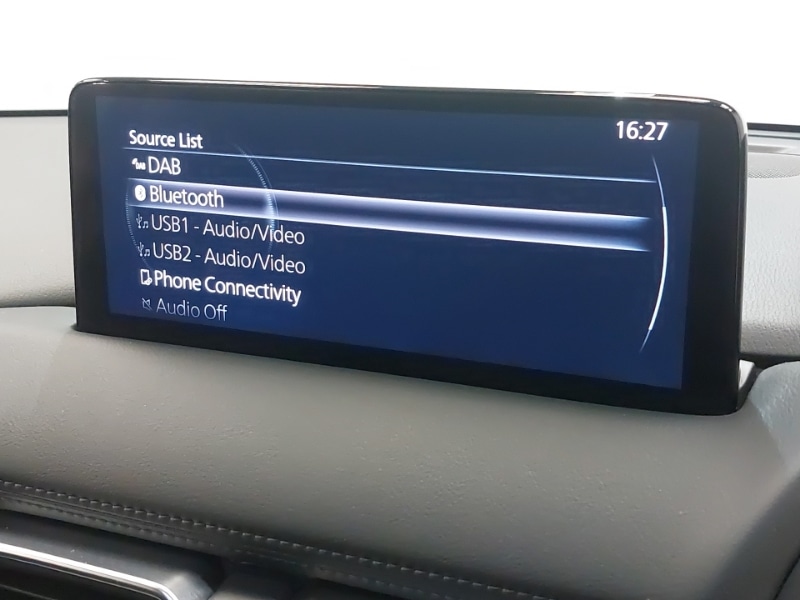 16:27
Source List
DAB
Bluetooth
USB1 - Audio/Video
USB2 - Audio/Video
Phone Connectivity
Audio Off